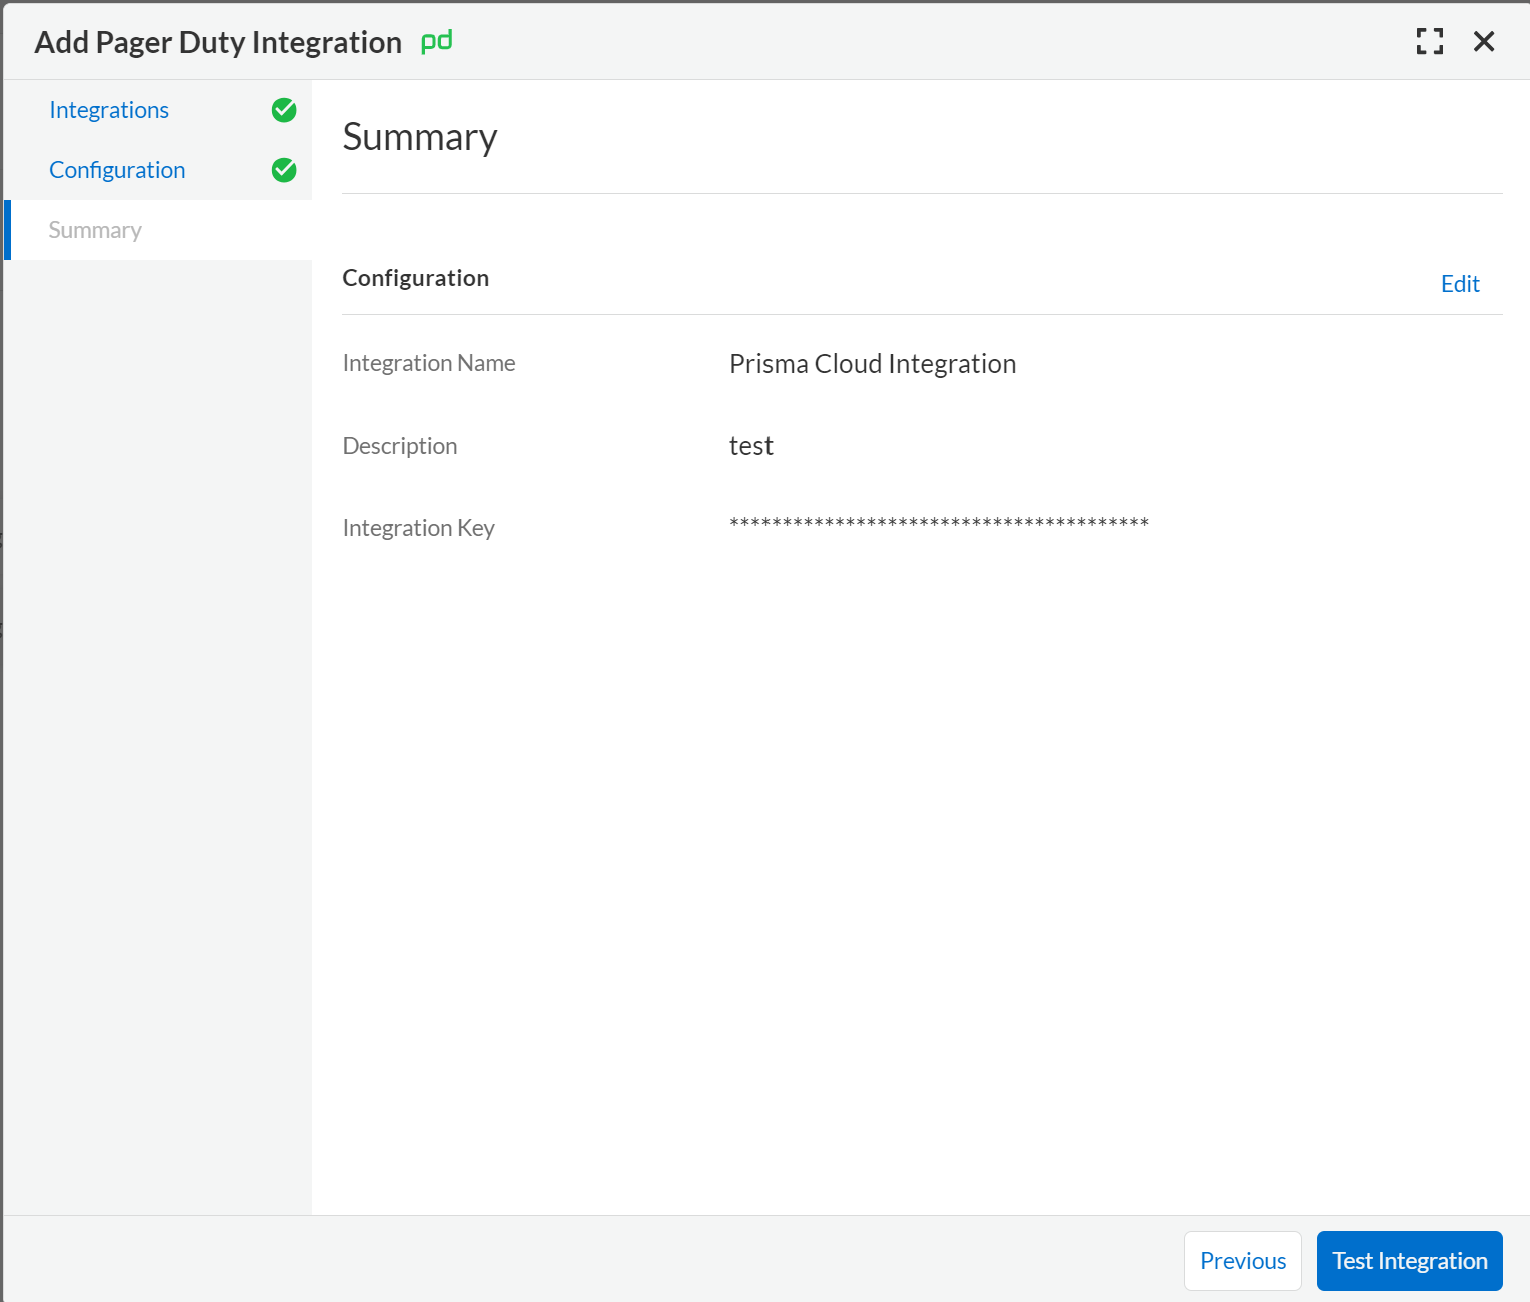 Add Pager Duty Integration pd
Integrations
Configuration
Summary
Summary
Configuration
Edit
Integration Name Prisma Cloud Integration
Description test
Integration Key ****************************************
Previous Test Integration